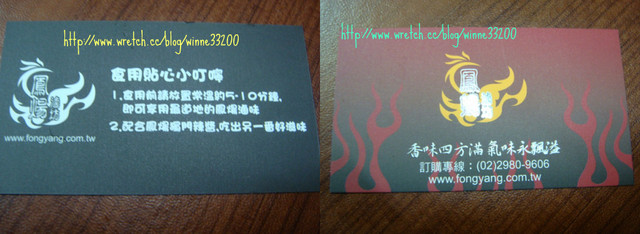 http://www.wretch.cc/blog/winne33200
食用貼心小叮嚀
1.食用前請放置常溫約5-10分鐘,
即可享用最道地的鳳場滷味
2.配合鳳場獨門辣醬,吃出另一番好滋味
www.fongyang.com.tw
http://www.wretch.cc/blog/winne33200
香味四方滿 氣味永飄溢
訂購專線:(02)2980-9606
www.fongyang.com.tw